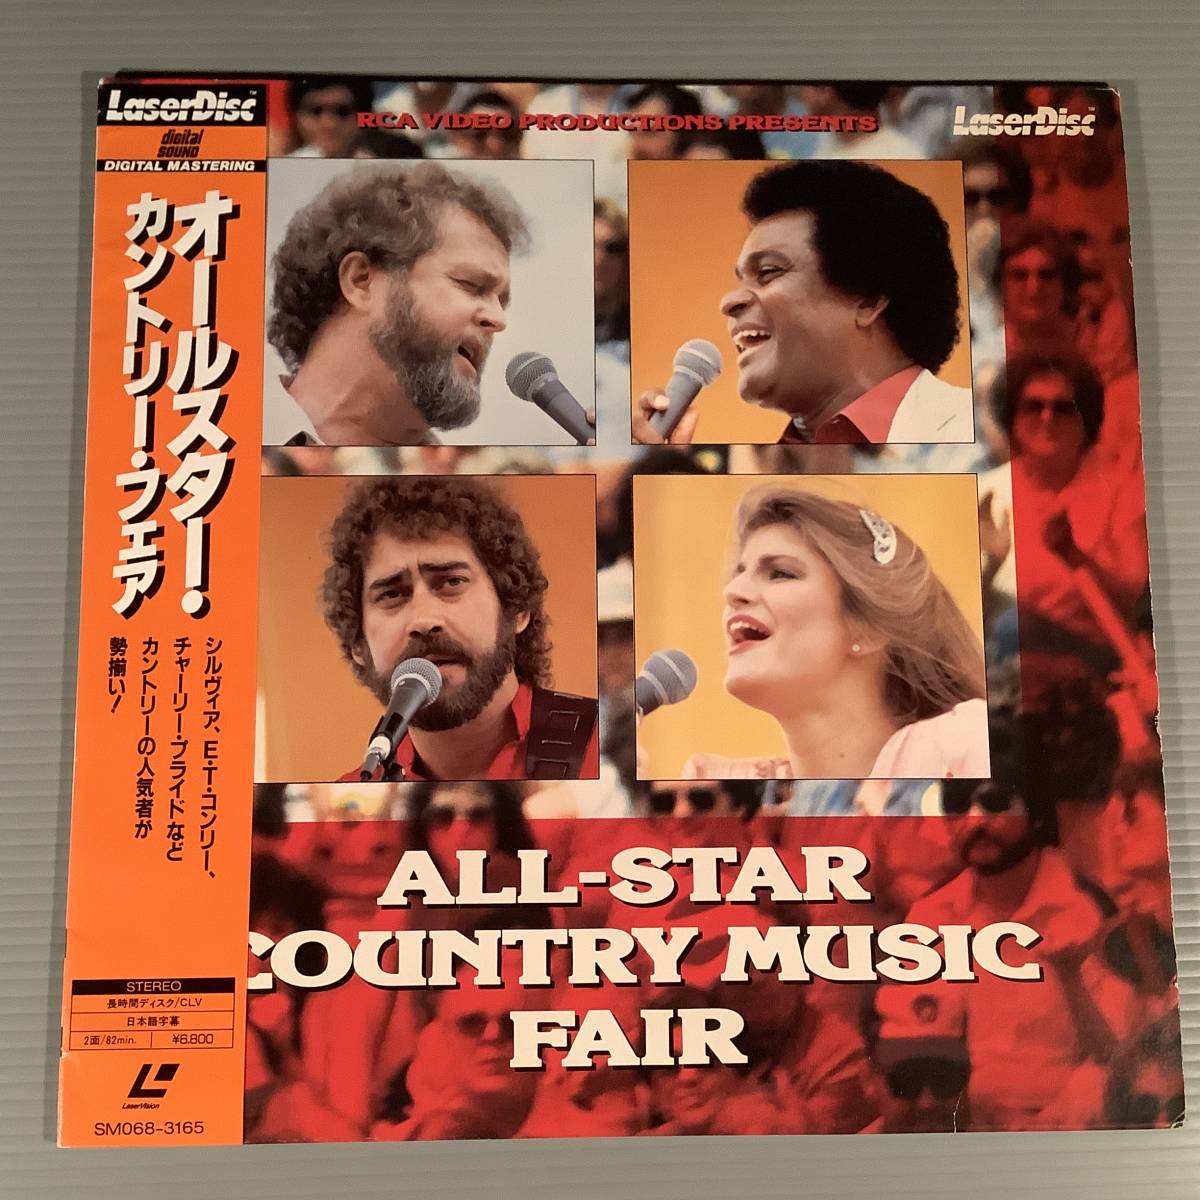 LaserDisc™
digital
SOUND
DIGITAL MASTERING
オールスター・
カントリー・フェア
シルヴィア、E・T・コンリー、
チャーリー・プライドなど
カントリーの人気者が
勢揃い!
STEREO
長時間ディスク/CLV
日本語字幕
2面/82min. ¥6,800
LaserVision
SM068-3165
RCA VIDEO PRODUCTIONS PRESENTS
LaserDisc™
ALL-STAR
COUNTRY MUSIC
FAIR